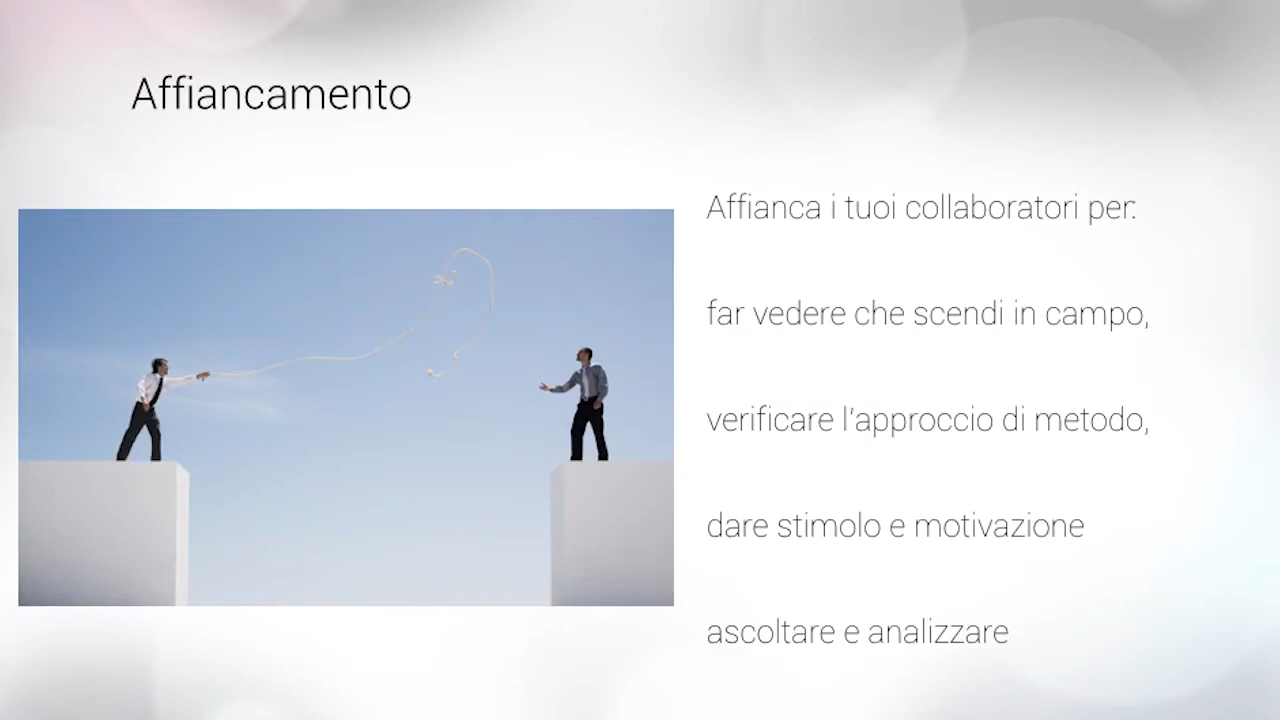 Affiancamento
Affianca i tuoi collaboratori per:
far vedere che scendi in campo,
verificare l'approccio di metodo,
dare stimolo e motivazione
ascoltare e analizzare